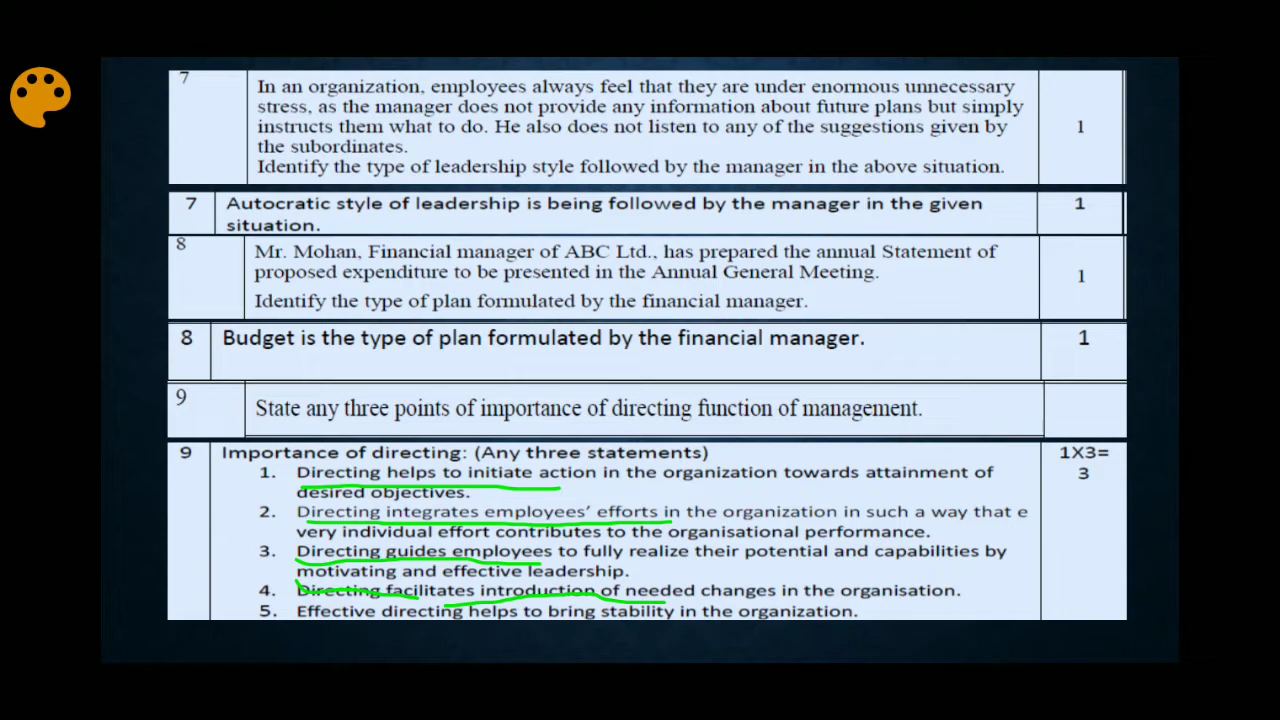 7
In an organization, employees always feel that they are under enormous unnecessary
stress, as the manager does not provide any information about future plans but simply
instructs them what to do. He also does not listen to any of the suggestions given by
the subordinates.
Identify the type of leadership style followed by the manager in the above situation.
1
7 Autocratic style of leadership is being followed by the manager in the given 1
situation.
8
Mr. Mohan, Financial manager of ABC Ltd., has prepared the annual Statement of
proposed expenditure to be presented in the Annual General Meeting.
1
Identify the type of plan formulated by the financial manager.
8 Budget is the type of plan formulated by the financial manager. 1
9
State any three points of importance of directing function of management.
9 Importance of directing: (Any three statements) 1X3=
1. Directing helps to initiate action in the organization towards attainment of 3
desired objectives.
2. Directing integrates employees’ efforts in the organization in such a way that e
very individual effort contributes to the organisational performance.
3. Directing guides employees to fully realize their potential and capabilities by
motivating and effective leadership.
4. Directing facilitates introduction of needed changes in the organisation.
5. Effective directing helps to bring stability in the organization.